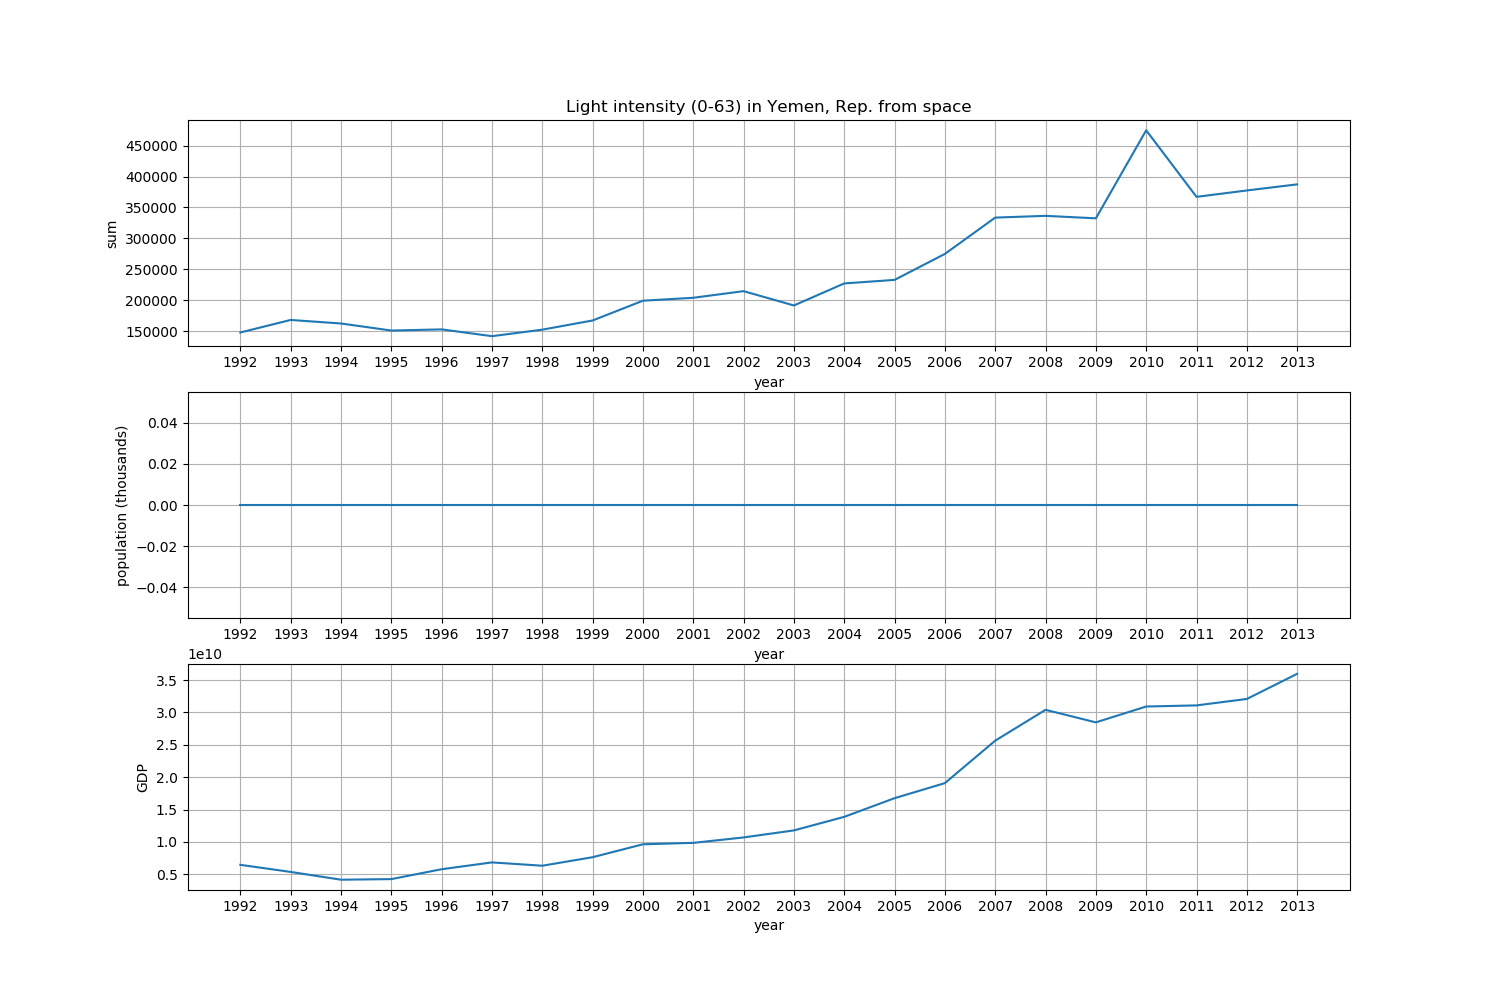 Light intensity (0-63) in Yemen, Rep. from space
450000
400000
350000
300000
250000
200000
150000
sum
1992 1993 1994 1995 1996 1997 1998 1999 2000 2001 2002 2003 2004 2005 2006 2007 2008 2009 2010 2011 2012 2013
year
0.04
0.02
0.00
−0.02
−0.04
population (thousands)
1992 1993 1994 1995 1996 1997 1998 1999 2000 2001 2002 2003 2004 2005 2006 2007 2008 2009 2010 2011 2012 2013
year
1e10
3.5
3.0
2.5
2.0
1.5
1.0
0.5
GDP
1992 1993 1994 1995 1996 1997 1998 1999 2000 2001 2002 2003 2004 2005 2006 2007 2008 2009 2010 2011 2012 2013
year